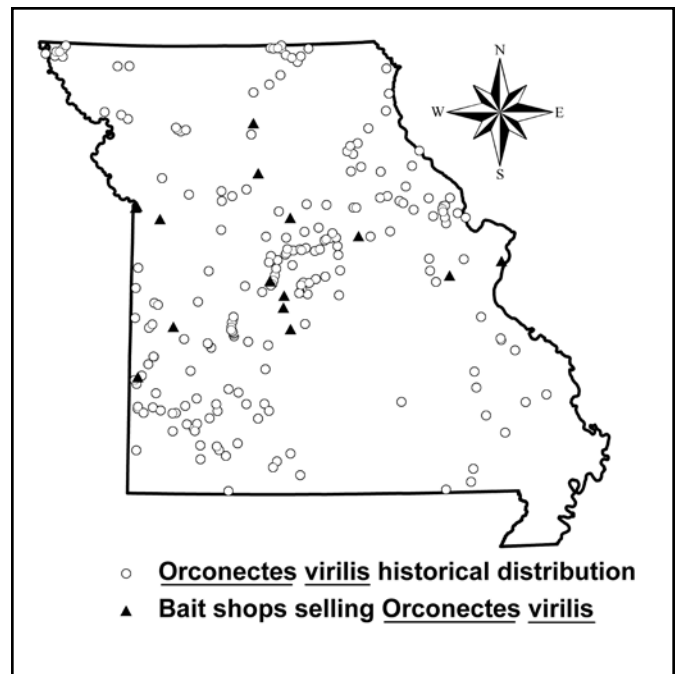 N
W E
S
Orconectes virilis historical distribution
Bait shops selling Orconectes virilis